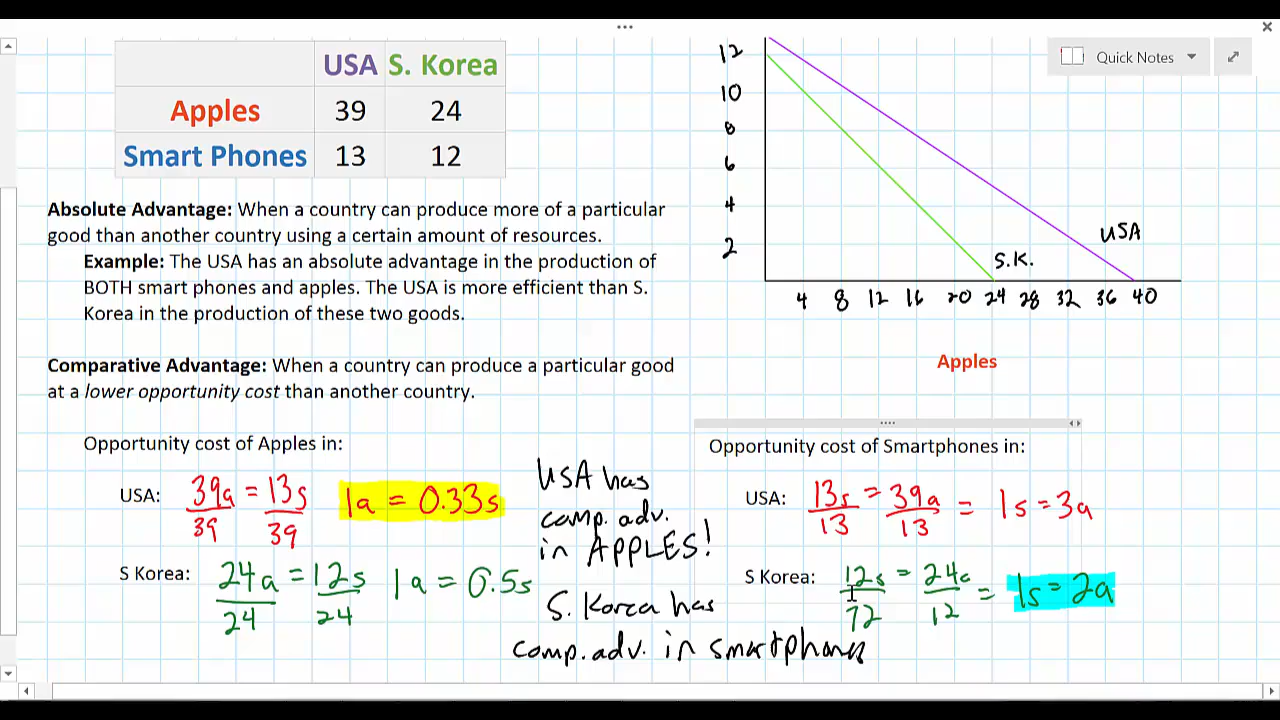 USA S. Korea
Apples 39 24
Smart Phones 13 12
Absolute Advantage: When a country can produce more of a particular
good than another country using a certain amount of resources.
Example: The USA has an absolute advantage in the production of
BOTH smart phones and apples. The USA is more efficient than S.
Korea in the production of these two goods.
Comparative Advantage: When a country can produce a particular good
at a lower opportunity cost than another country.
Quick Notes
12
10
8
6
4
2
USA
S.K.
4 8 12 16 20 24 28 32 36 40
Apples
Opportunity cost of Apples in:
USA: 39a/39 = 13s/39 1a = 0.33s
S Korea: 24a/24 = 12s/24 1a = 0.5s
USA has
comp. adv.
in APPLES!
S. Korea has
comp. adv. in smartphones
Opportunity cost of Smartphones in:
USA: 13s/13 = 39a/13 = 1s = 3a
S Korea: 12s/12 = 24a/12 = 1s = 2a